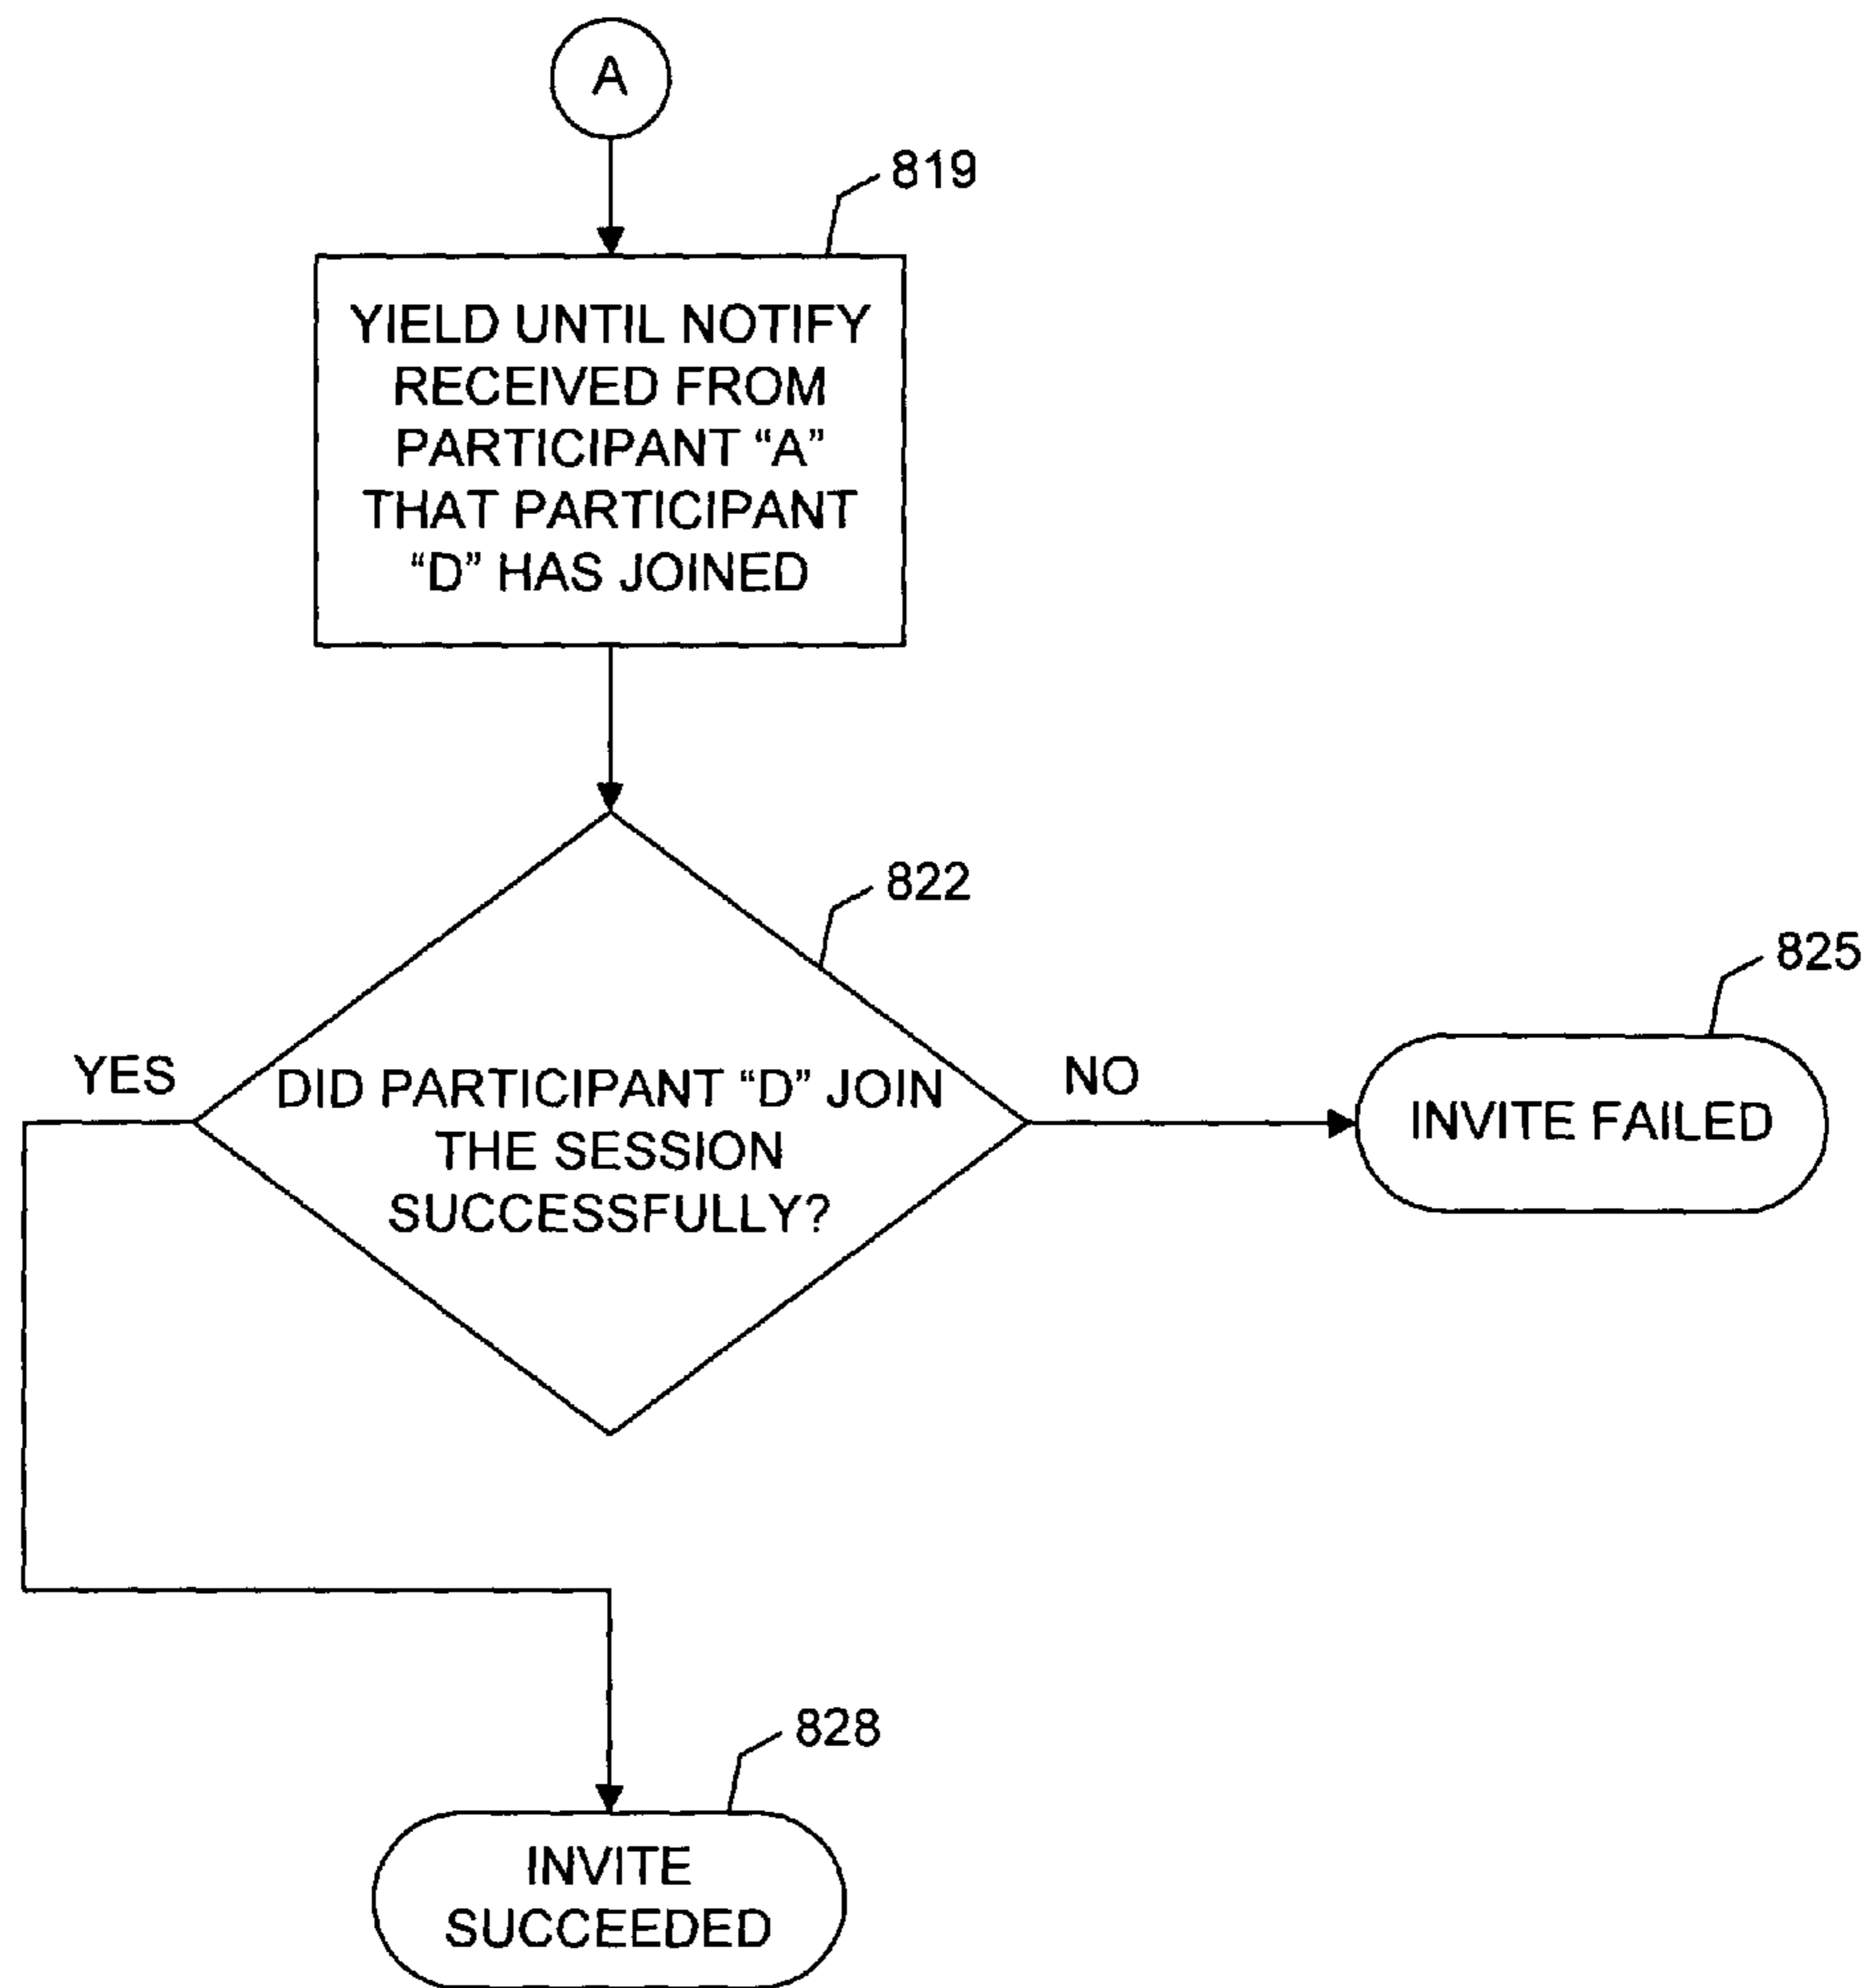 A
819
YIELD UNTIL NOTIFY
RECEIVED FROM
PARTICIPANT “A”
THAT PARTICIPANT
“D” HAS JOINED
822
825
YES
DID PARTICIPANT “D” JOIN
THE SESSION
SUCCESSFULLY?
NO
INVITE FAILED
828
INVITE
SUCCEEDED